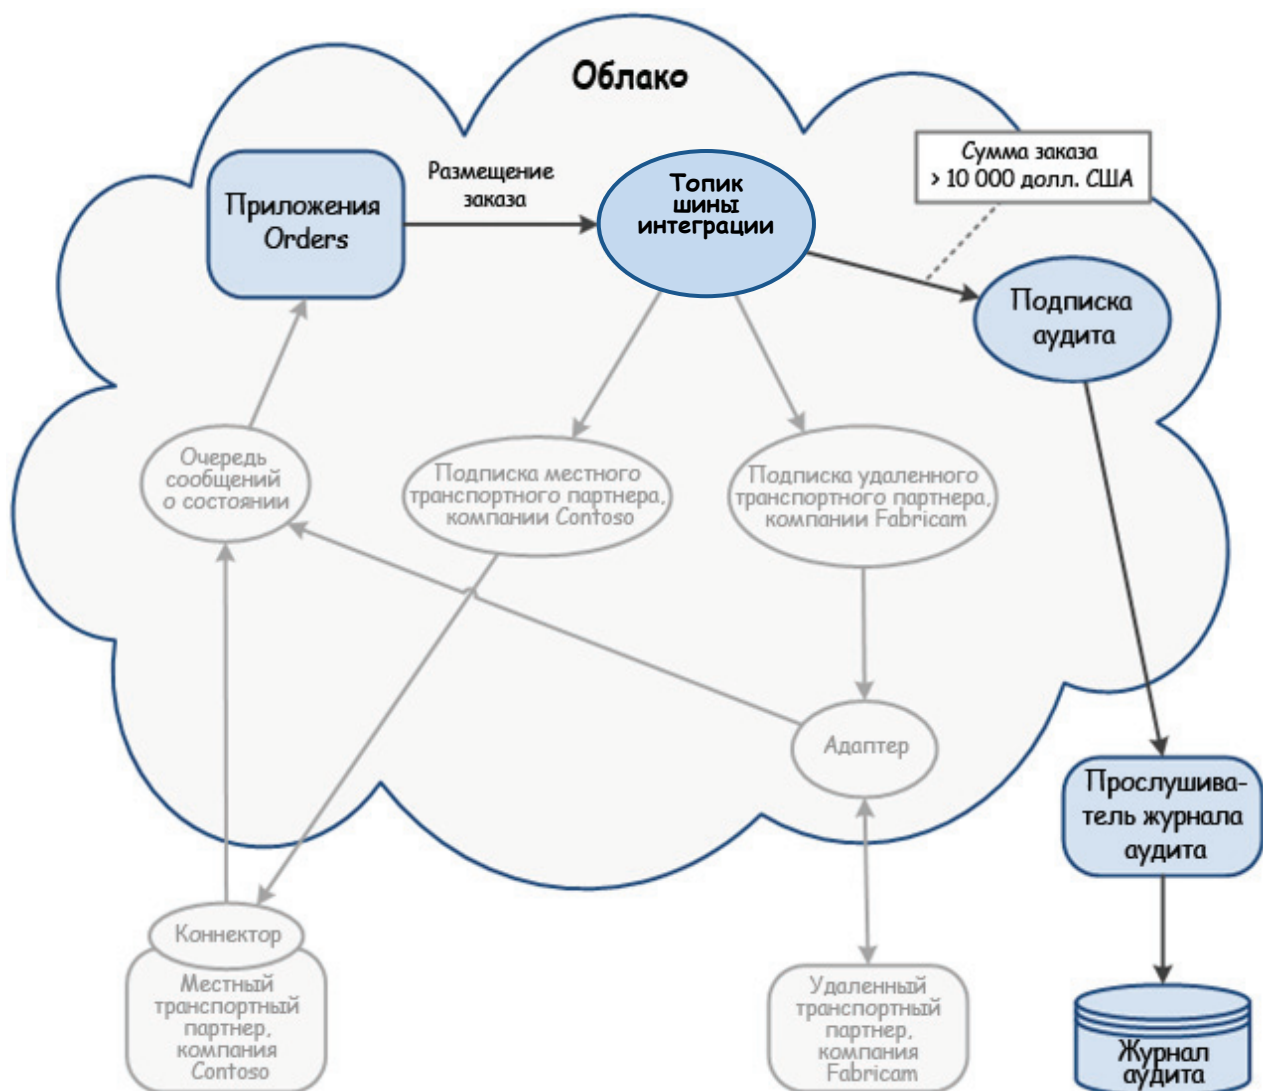 Облако
Размещение
заказа
Сумма заказа
> 10 000 долл. США
Приложения
Orders
Топик
шины
интеграции
Подписка
аудита
Очередь
сообщений
о состоянии
Подписка местного
транспортного партнера,
компании Contoso
Подписка удаленного
транспортного партнера,
компании Fabricam
Адаптер
Прослушива-
тель журнала
аудита
Коннектор
Местный
транспортный
партнер,
компания
Contoso
Удаленный
транспортный
партнер,
компания
Fabricam
Журнал
аудита